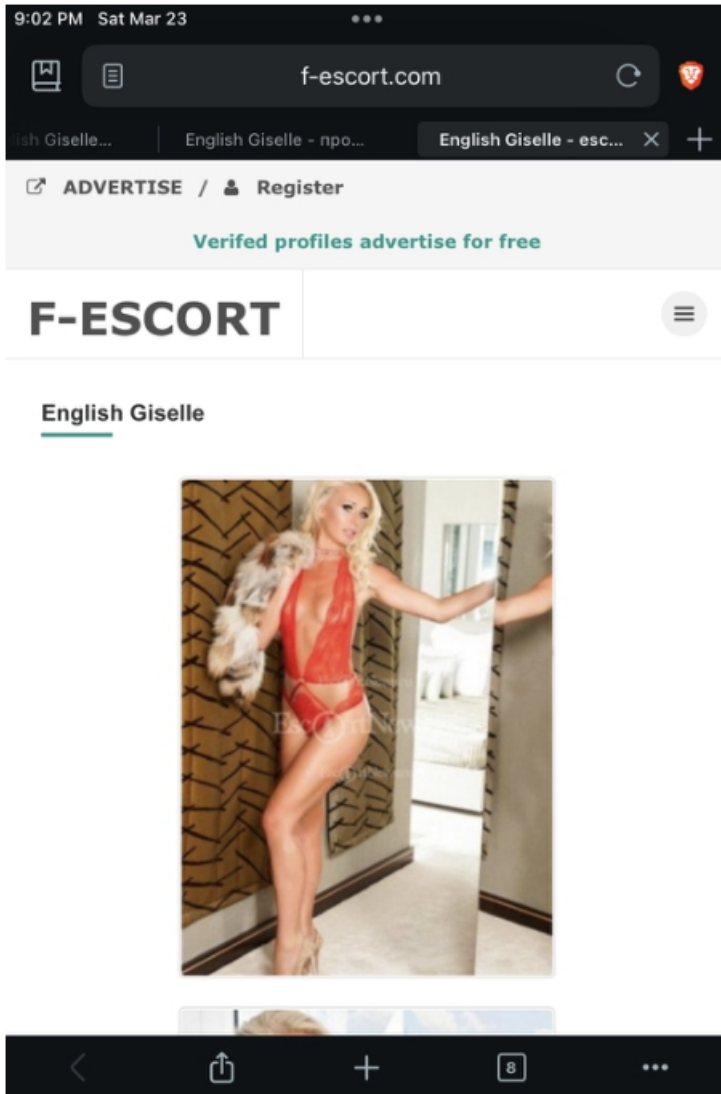 9:02 PM Sat Mar 23
f-escort.com
ish Giselle...
English Giselle - про...
English Giselle - esc...
ADVERTISE / Register
Verifed profiles advertise for free
F-ESCORT
English Giselle
8